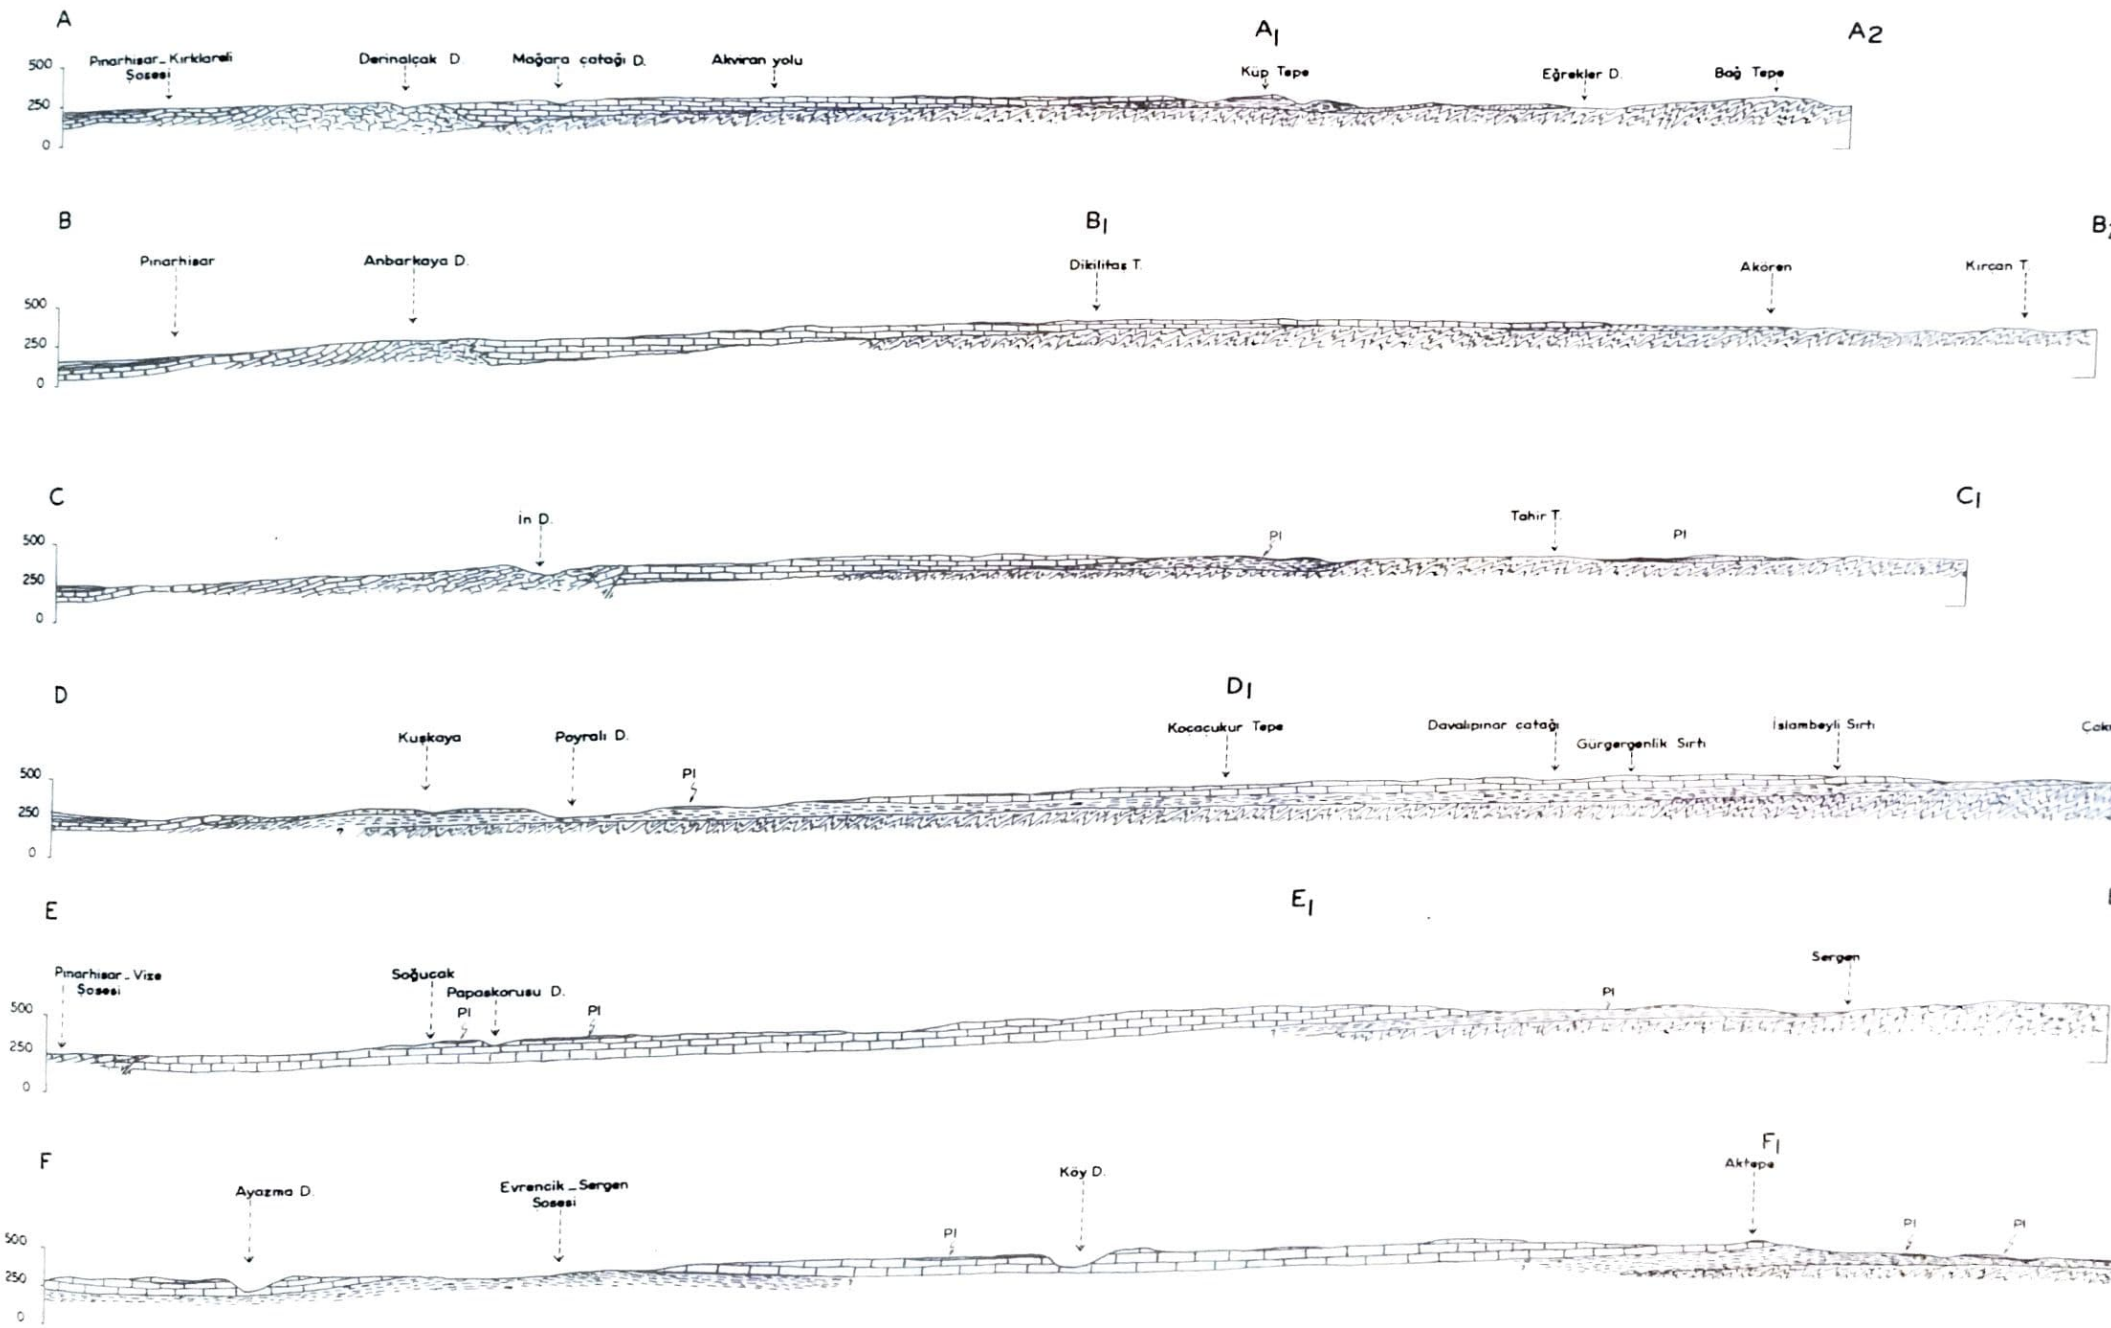 A
A1
A2
Pınarhisar_Kırklareli
Şosesi
Derinalçak D.
Mağara çatağı D.
Akviran yolu
Küp Tepe
Eğrekler D.
Bağ Tepe
500
250
0
B
B1
Pınarhisar
Anbarkaya D.
Dikilitaş T.
Akören
Kırcan T.
500
250
0
C
C1
İn D.
Pl
Tahir T.
Pl
500
250
0
D
D1
Kuşkaya
Poyralı D.
Pl
Kocaçukur Tepe
Davalıpınar çatağı
Gürgergenlik Sırtı
İslambeyli Sırtı
500
250
0
?
E
E1
Pınarhisar_Vize
Şosesi
Soğucak
Papaskorusu D.
Pl
Pl
Pl
Sergen
500
250
0
F
F1
Ayazma D.
Evrencik_Sergen
Şosesi
Pl
Köy D.
Aktepe
Pl
Pl
500
250
0